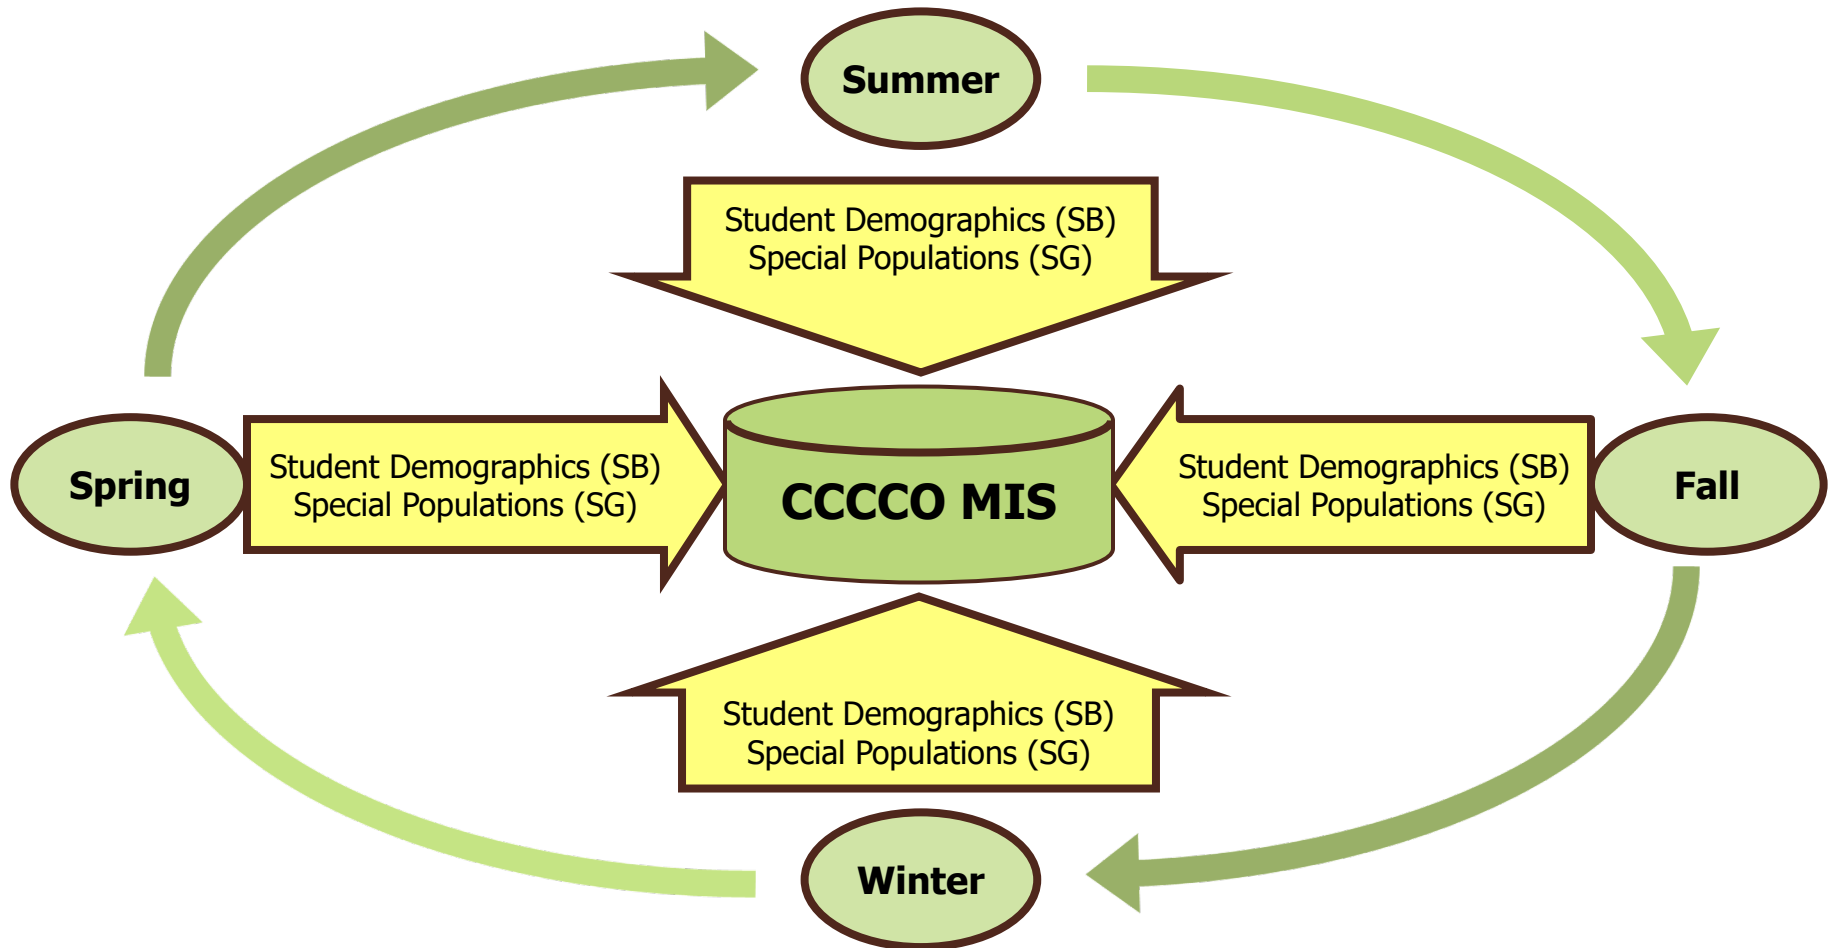 Summer
Student Demographics (SB)
Special Populations (SG)
Spring
Student Demographics (SB)
Special Populations (SG)
CCCCO MIS
Student Demographics (SB)
Special Populations (SG)
Fall
Student Demographics (SB)
Special Populations (SG)
Winter